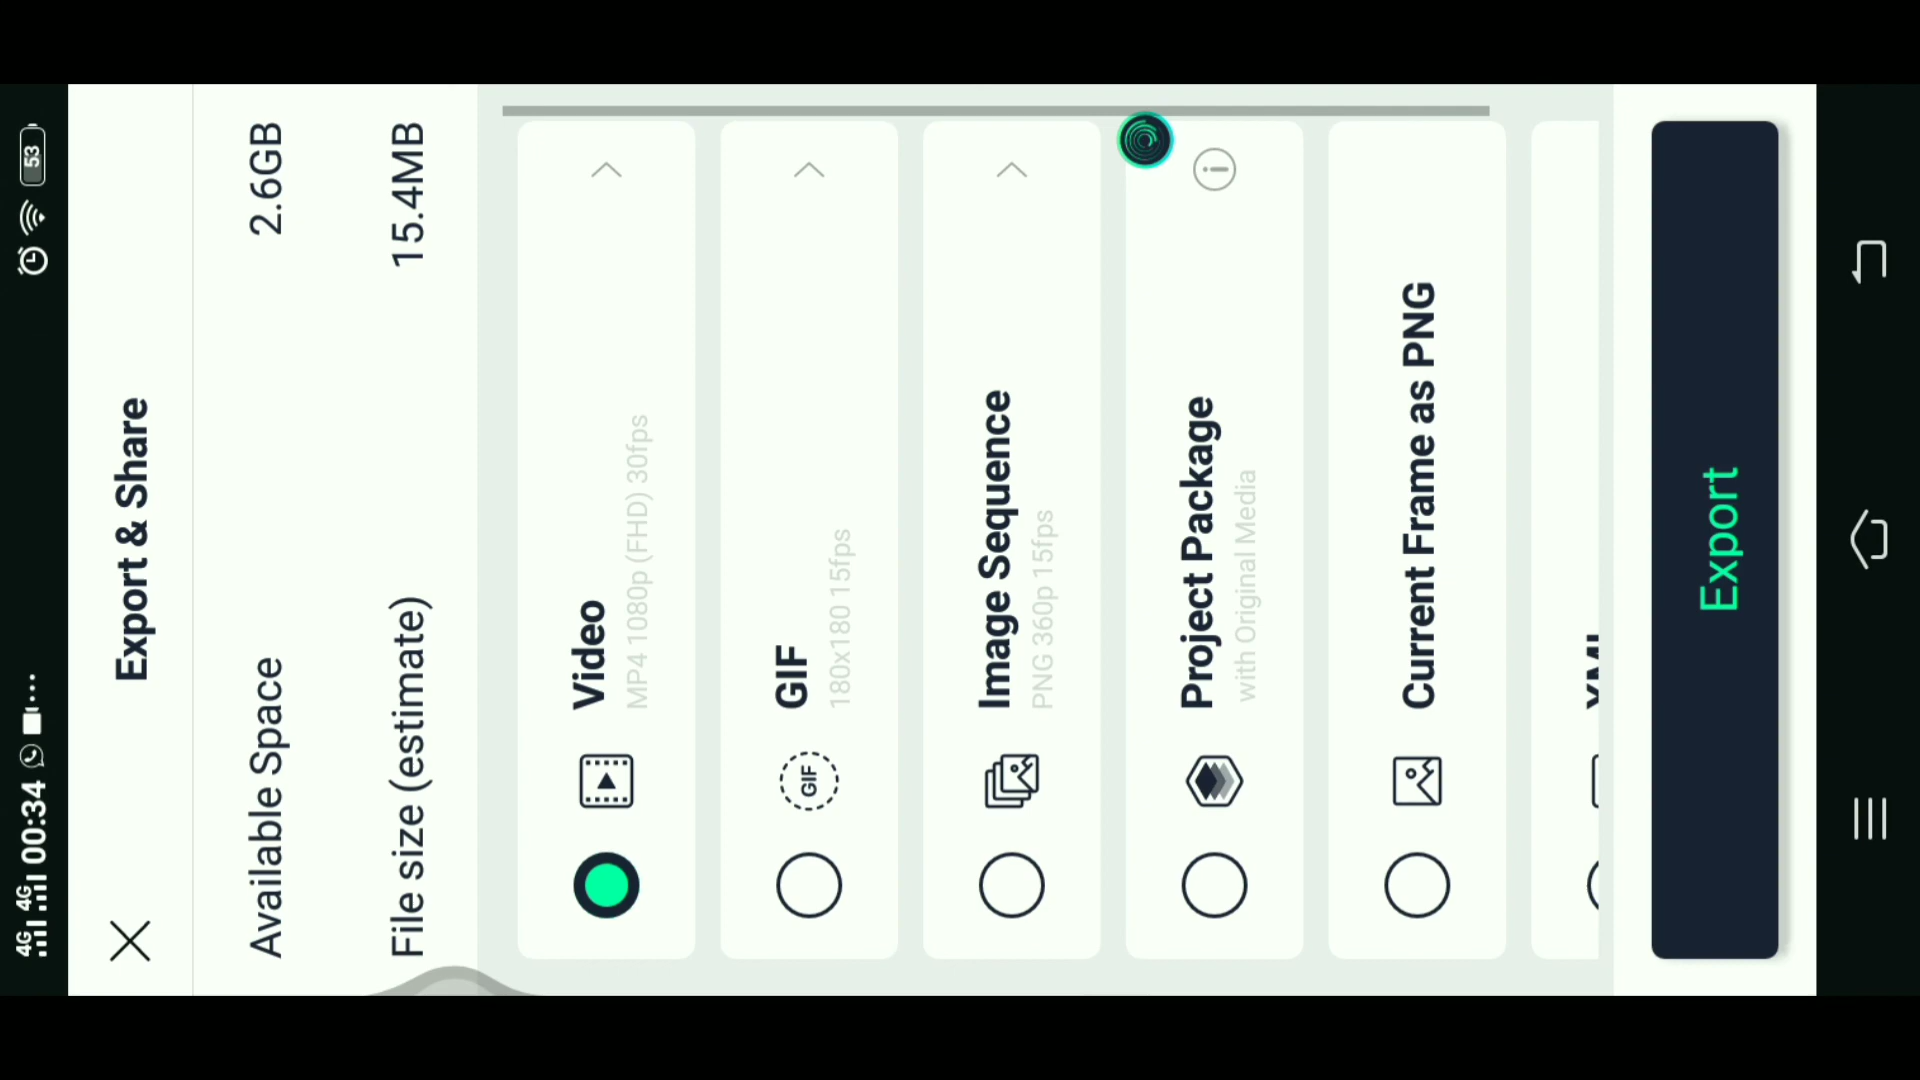 4G 4G 00:34 ...
53
Export & Share
Available Space 2.6GB
File size (estimate) 15.4MB
Video
MP4 1080p (FHD) 30fps
GIF
GIF
180x180 15fps
Image Sequence
PNG 360p 15fps
Project Package
with Original Media
Current Frame as PNG
Export